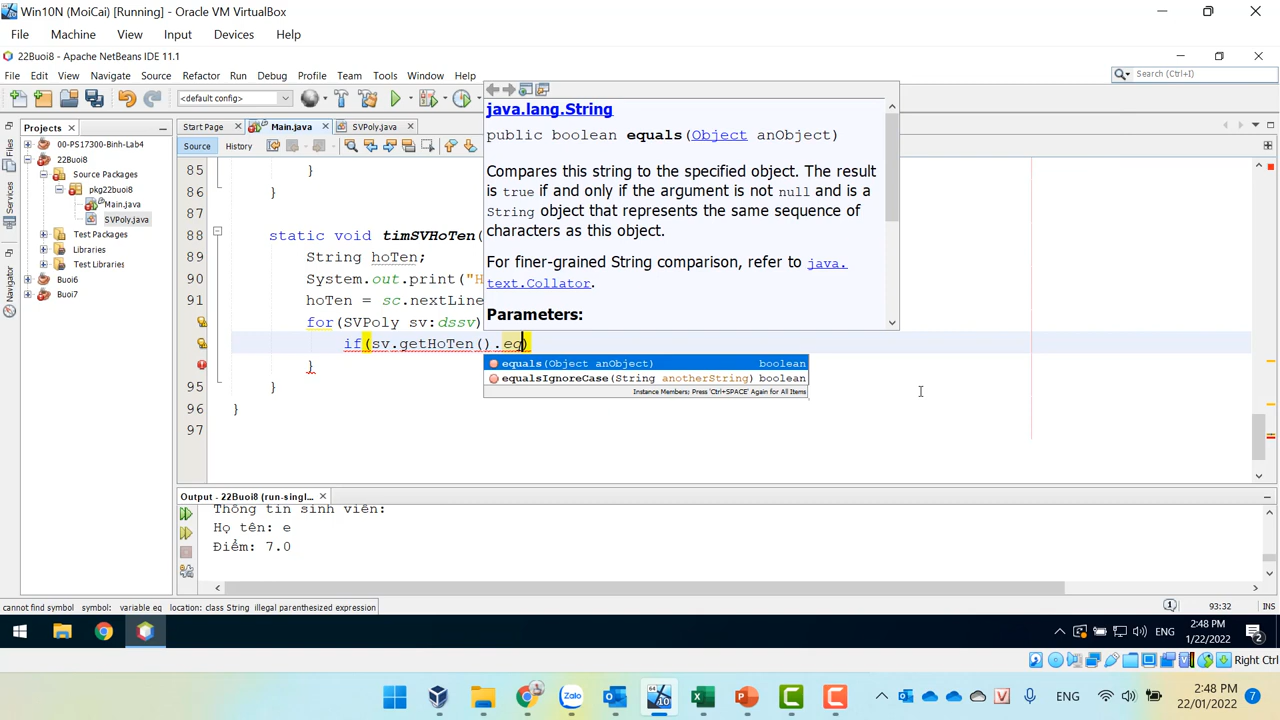 Win10N (MoiCai) [Running] - Oracle VM VirtualBox
File Machine View Input Devices Help
22Buoi8 - Apache NetBeans IDE 11.1
File Edit View Navigate Source Refactor Run Debug Profile Team Tools Window Help
Search (Ctrl+I)
<default config>
Projects
Start Page Main.java SVPoly.java
Source History
00-PS17300-Binh-Lab4
22Buoi8
Source Packages
pkg22buoi8
Main.java
SVPoly.java
Test Packages
Libraries
Test Libraries
Buoi6
Buoi7
Projects
Files
Services
Navigator
85 }
86 }
87
88 static void timSVHoTen(
89 String hoTen;
90 System.out.print("H
91 hoTen = sc.nextLine
for(SVPoly sv:dssv)
if(sv.getHoTen().eq)
}
95 }
96 }
97
java.lang.String
public boolean equals(Object anObject)
Compares this string to the specified object. The result
is true if and only if the argument is not null and is a
String object that represents the same sequence of
characters as this object.
For finer-grained String comparison, refer to java.
text.Collator.
Parameters:
equals(Object anObject) boolean
equalsIgnoreCase(String anotherString) boolean
Instance Members; Press 'Ctrl+SPACE' Again for All Items
Output - 22Buoi8 (run-singl...
Thông tin sinh viên:
Họ tên: e
Điểm: 7.0
cannot find symbol symbol: variable eq location: class String illegal parenthesized expression
1
93:32
INS
ENG
2:48 PM
1/22/2022
2
Right Ctrl
ENG
2:48 PM
22/01/2022
7